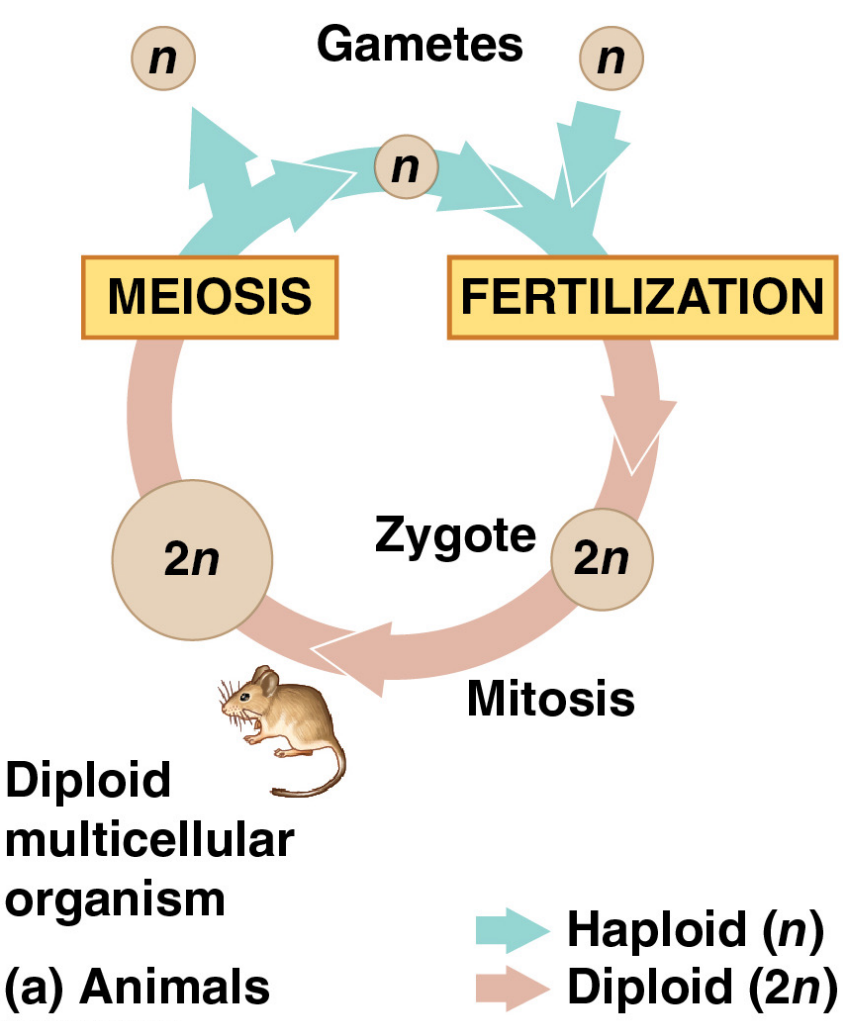 Gametes
n
n
n
MEIOSIS
FERTILIZATION
2n
Zygote
2n
Mitosis
Diploid
multicellular
organism
Haploid (n)
(a) Animals
Diploid (2n)